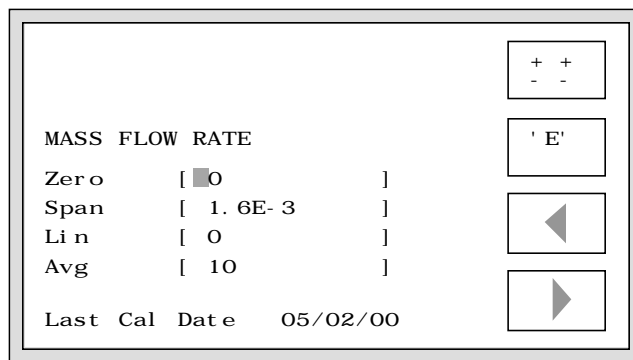 + +
- -
MASS FLOW RATE
'E'
Zero [ 0 ]
Span [ 1.6E-3 ]
Lin [ 0 ]
Avg [ 10 ]
Last Cal Date 05/02/00